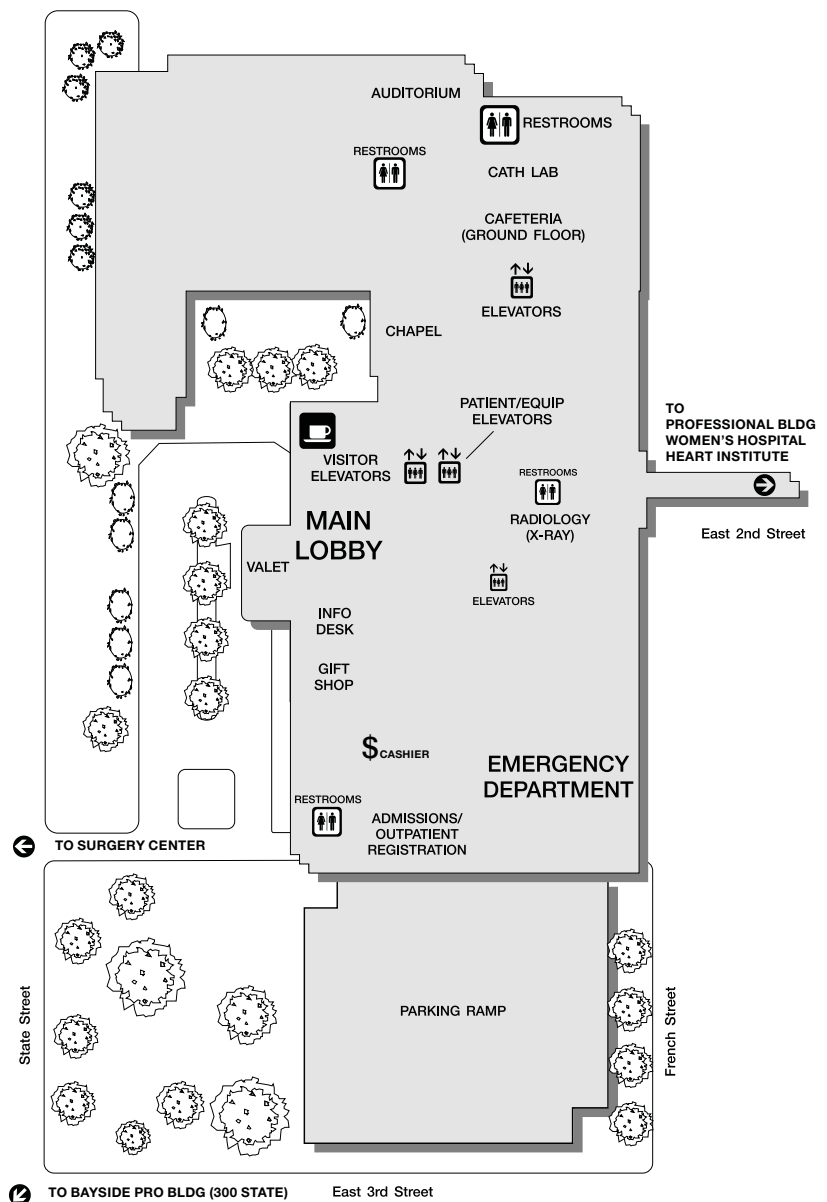 AUDITORIUM
RESTROOMS
RESTROOMS
CATH LAB
CAFETERIA
(GROUND FLOOR)
ELEVATORS
CHAPEL
PATIENT/EQUIP
ELEVATORS
TO
PROFESSIONAL BLDG
WOMEN'S HOSPITAL
HEART INSTITUTE
VISITOR
ELEVATORS
RESTROOMS
RADIOLOGY
(X-RAY)
East 2nd Street
MAIN
LOBBY
VALET
ELEVATORS
INFO
DESK
GIFT
SHOP
$ CASHIER
EMERGENCY
DEPARTMENT
RESTROOMS
ADMISSIONS/
OUTPATIENT
REGISTRATION
TO SURGERY CENTER
State Street
PARKING RAMP
French Street
TO BAYSIDE PRO BLDG (300 STATE)
East 3rd Street